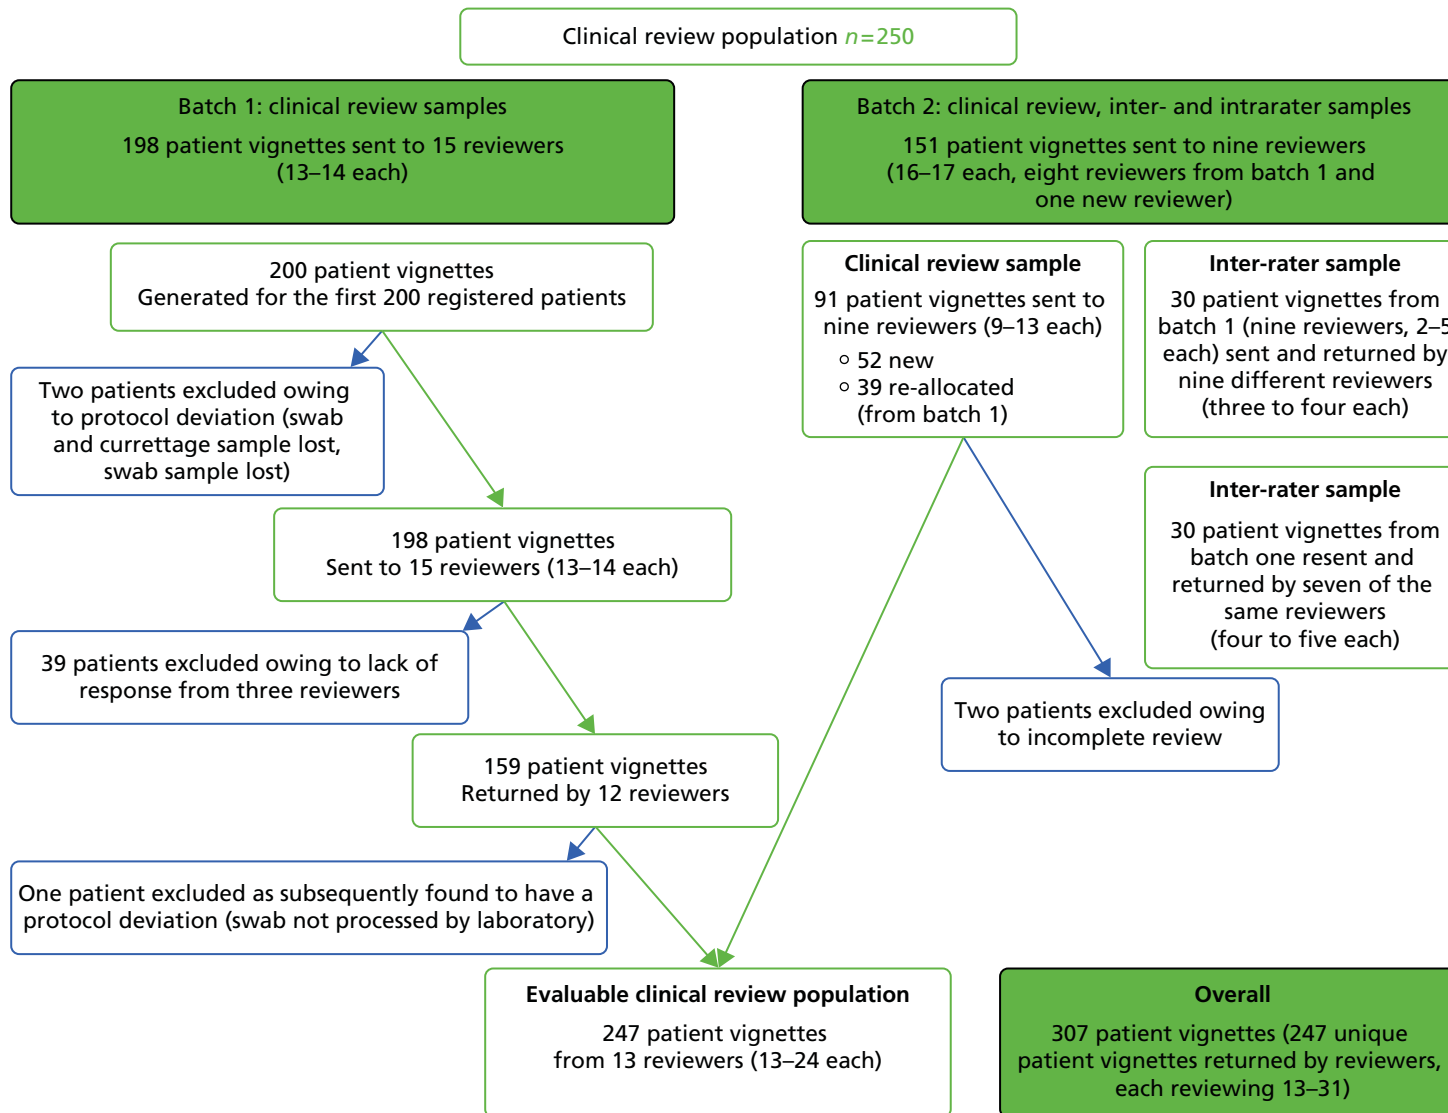 Clinical review population n=250
Batch 1: clinical review samples
198 patient vignettes sent to 15 reviewers
(13–14 each)
Batch 2: clinical review, inter- and intrarater samples
151 patient vignettes sent to nine reviewers
(16–17 each, eight reviewers from batch 1 and
one new reviewer)
200 patient vignettes
Generated for the first 200 registered patients
Two patients excluded owing
to protocol deviation (swab
and currettage sample lost,
swab sample lost)
198 patient vignettes
Sent to 15 reviewers (13–14 each)
39 patients excluded owing to lack of
response from three reviewers
159 patient vignettes
Returned by 12 reviewers
One patient excluded as subsequently found to have a
protocol deviation (swab not processed by laboratory)
Clinical review sample
91 patient vignettes sent to
nine reviewers (9–13 each)
52 new
39 re-allocated
(from batch 1)
Inter-rater sample
30 patient vignettes from
batch 1 (nine reviewers, 2–5
each) sent and returned by
nine different reviewers
(three to four each)
Inter-rater sample
30 patient vignettes from
batch one resent and
returned by seven of the
same reviewers
(four to five each)
Two patients excluded owing
to incomplete review
Evaluable clinical review population
247 patient vignettes
from 13 reviewers (13–24 each)
Overall
307 patient vignettes (247 unique
patient vignettes returned by reviewers,
each reviewing 13–31)